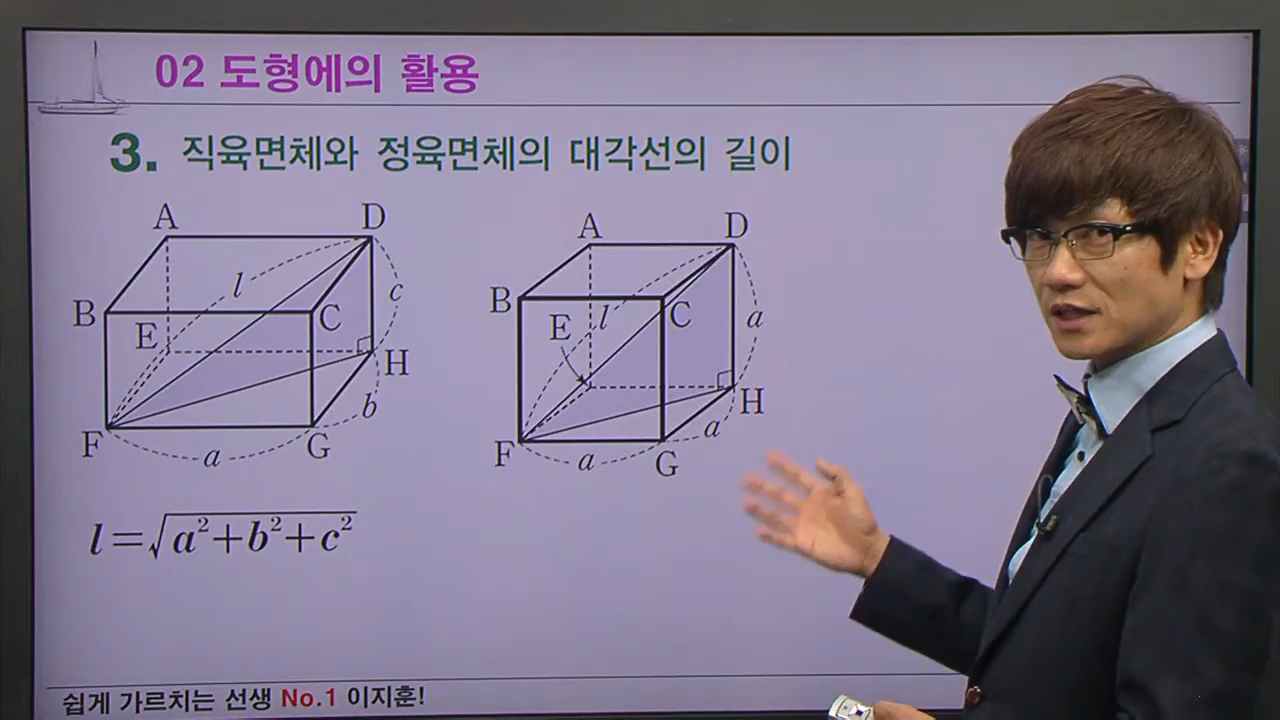 02 도형에의 활용
3. 직육면체와 정육면체의 대각선의 길이
A D
l
c
B E C
H
b
F a G
A D
B E l C a
H
a
F a G
l=√a²+b²+c²
쉽게 가르치는 선생 No.1 이지훈!